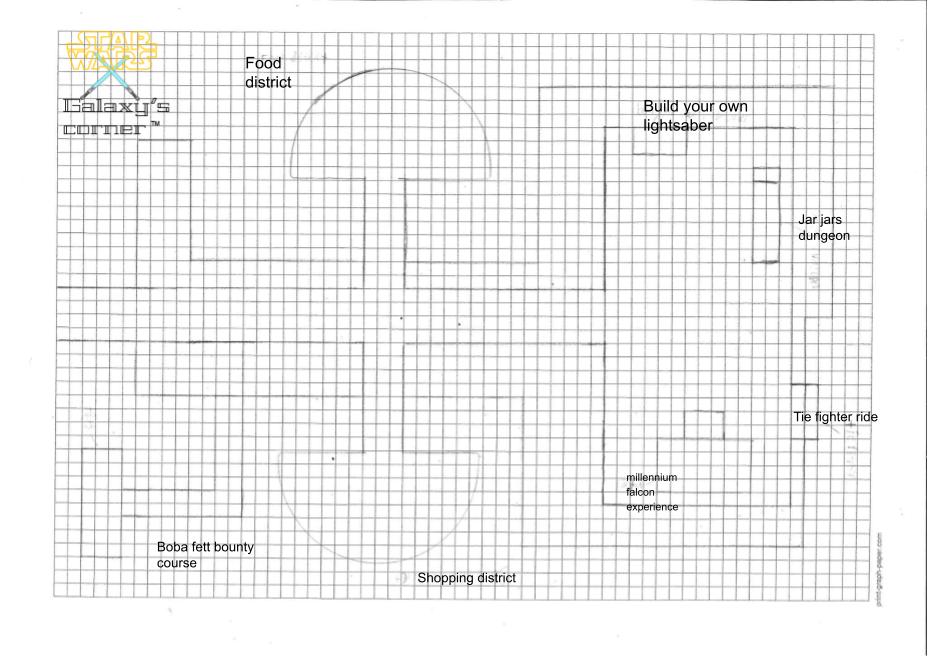 STAR
WARS
Galaxy's
corner™
Food
district
Build your own
lightsaber
Jar jars
dungeon
Tie fighter ride
millennium
falcon
experience
Boba fett bounty
course
Shopping district
print-graph-paper.com